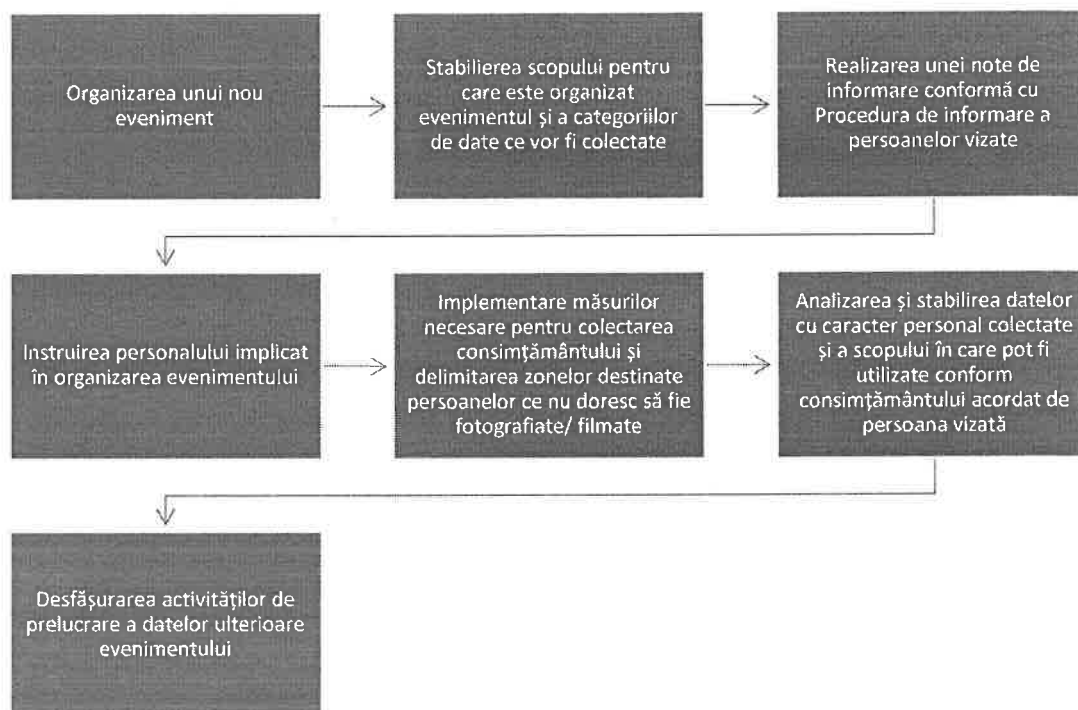 Organizarea unui nou
eveniment
Stabilierea scopului pentru
care este organizat
evenimentul și a categoriilor
de date ce vor fi colectate
Realizarea unei note de
informare conformă cu
Procedura de informare a
persoanelor vizate
Instruirea personalului implicat
în organizarea evenimentului
Implementare măsurilor
necesare pentru colectarea
consimțământului și
delimitarea zonelor destinate
persoanelor ce nu doresc să fie
fotografiate/ filmate
Analizarea și stabilirea datelor
cu caracter personal colectate
și a scopului în care pot fi
utilizate conform
consimțământului acordat de
persoana vizată
Desfășurarea activităților de
prelucrare a datelor ulterioare
evenimentului